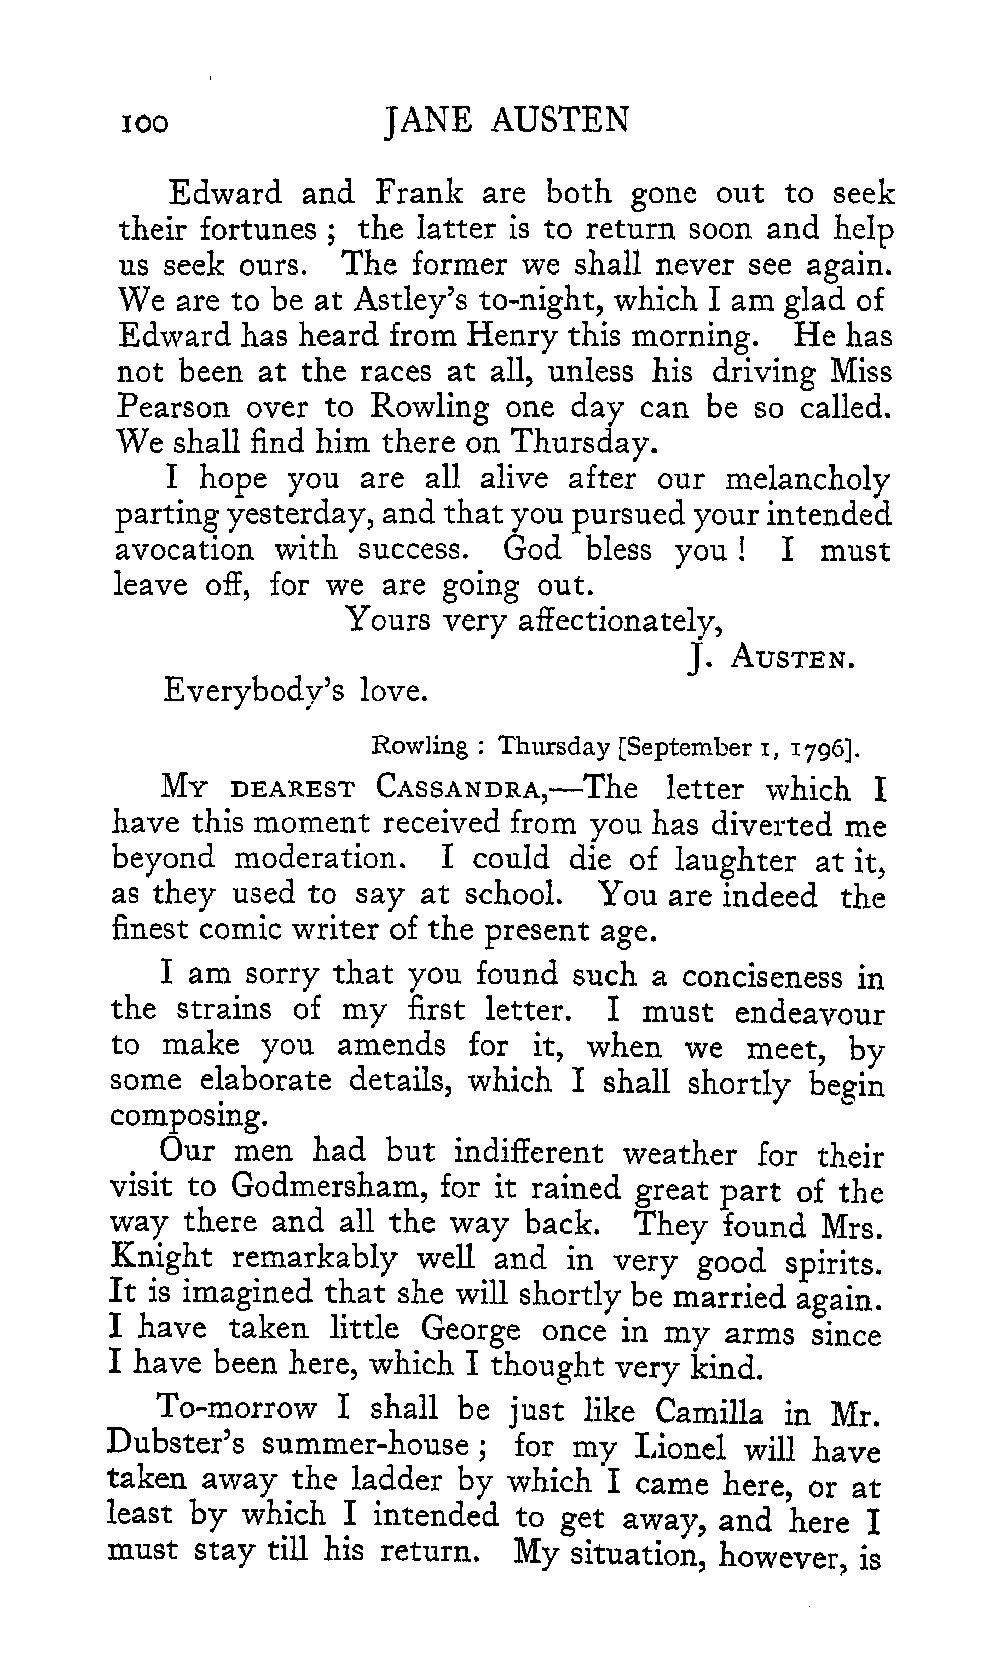 100 JANE AUSTEN
Edward and Frank are both gone out to seek
their fortunes ; the latter is to return soon and help
us seek ours. The former we shall never see again.
We are to be at Astley's to-night, which I am glad of
Edward has heard from Henry this morning. He has
not been at the races at all, unless his driving Miss
Pearson over to Rowling one day can be so called.
We shall find him there on Thursday.
I hope you are all alive after our melancholy
parting yesterday, and that you pursued your intended
avocation with success. God bless you ! I must
leave off, for we are going out.
Yours very affectionately,
J. AUSTEN.
Everybody's love.
Rowling : Thursday [September 1, 1796].
MY DEAREST CASSANDRA,—The letter which I
have this moment received from you has diverted me
beyond moderation. I could die of laughter at it,
as they used to say at school. You are indeed the
finest comic writer of the present age.
I am sorry that you found such a conciseness in
the strains of my first letter. I must endeavour
to make you amends for it, when we meet, by
some elaborate details, which I shall shortly begin
composing.
Our men had but indifferent weather for their
visit to Godmersham, for it rained great part of the
way there and all the way back. They found Mrs.
Knight remarkably well and in very good spirits.
It is imagined that she will shortly be married again.
I have taken little George once in my arms since
I have been here, which I thought very kind.
To-morrow I shall be just like Camilla in Mr.
Dubster's summer-house ; for my Lionel will have
taken away the ladder by which I came here, or at
least by which I intended to get away, and here I
must stay till his return. My situation, however, is